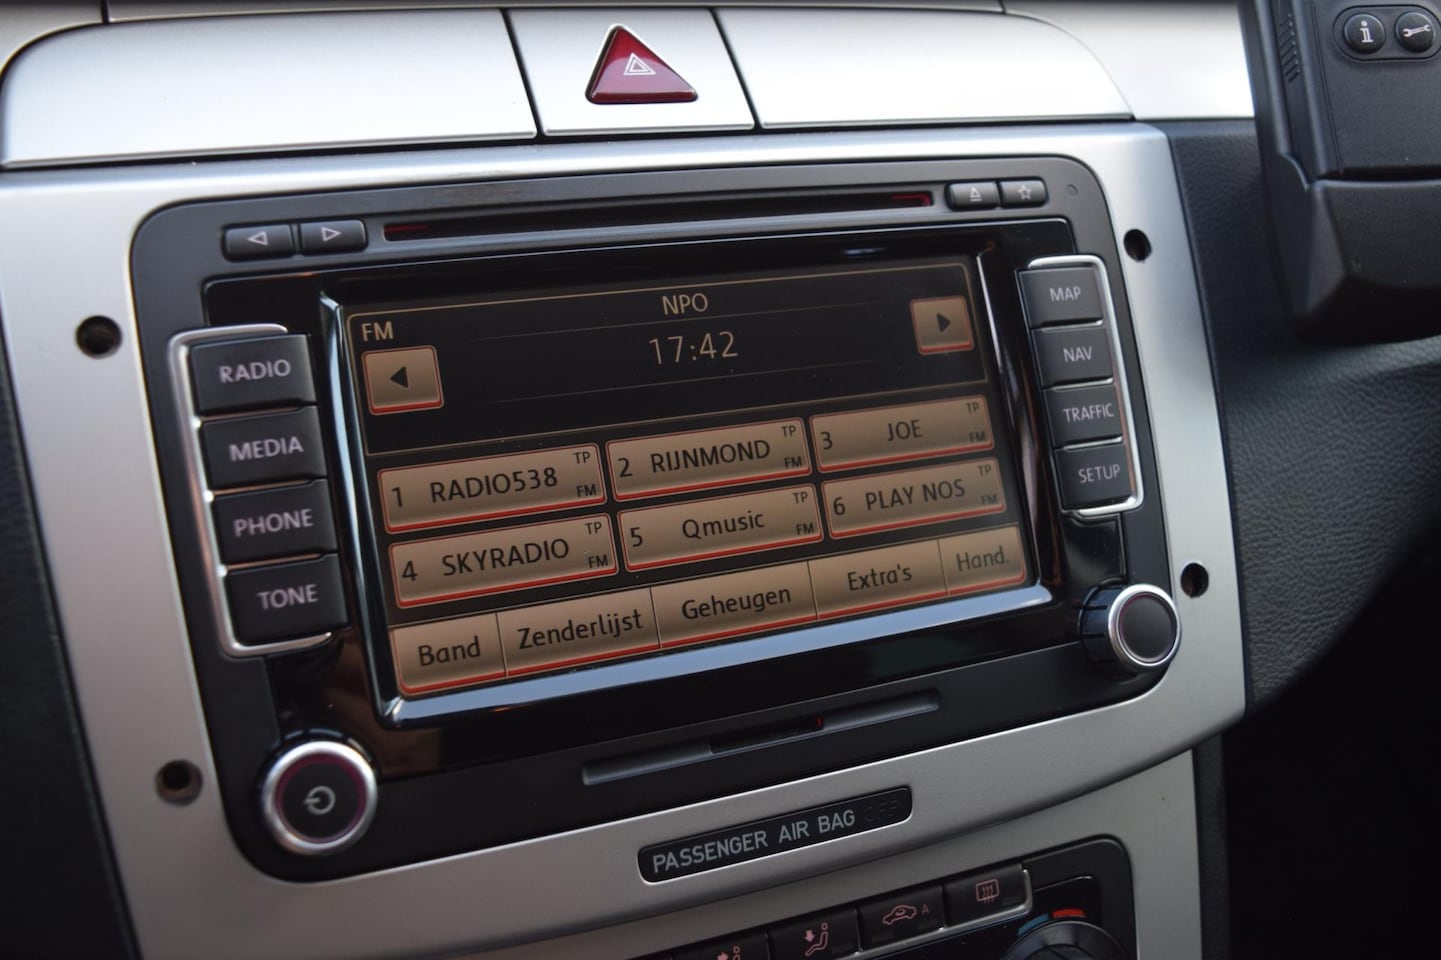 NPO
FM
17:42
RADIO
MEDIA
PHONE
TONE
MAP
NAV
TRAFFIC
SETUP
1 RADIO538 TP FM
2 RIJNMOND TP FM
3 JOE TP FM
4 SKYRADIO TP FM
5 Qmusic TP FM
6 PLAY NOS TP FM
Band Zenderlijst Geheugen Extra's Hand.
PASSENGER AIR BAG OFF
A
i